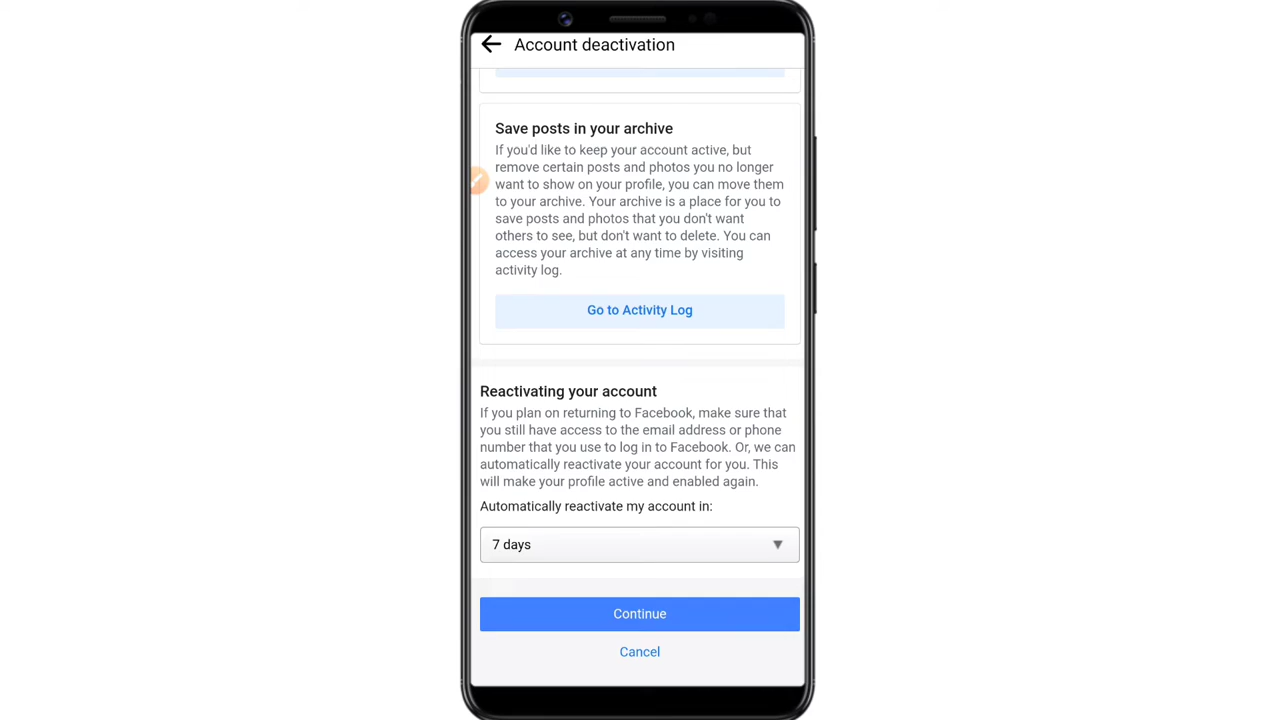 Account deactivation
Save posts in your archive
If you'd like to keep your account active, but
remove certain posts and photos you no longer
want to show on your profile, you can move them
to your archive. Your archive is a place for you to
save posts and photos that you don't want
others to see, but don't want to delete. You can
access your archive at any time by visiting
activity log.
Go to Activity Log
Reactivating your account
If you plan on returning to Facebook, make sure that
you still have access to the email address or phone
number that you use to log in to Facebook. Or, we can
automatically reactivate your account for you. This
will make your profile active and enabled again.
Automatically reactivate my account in:
7 days
Continue
Cancel